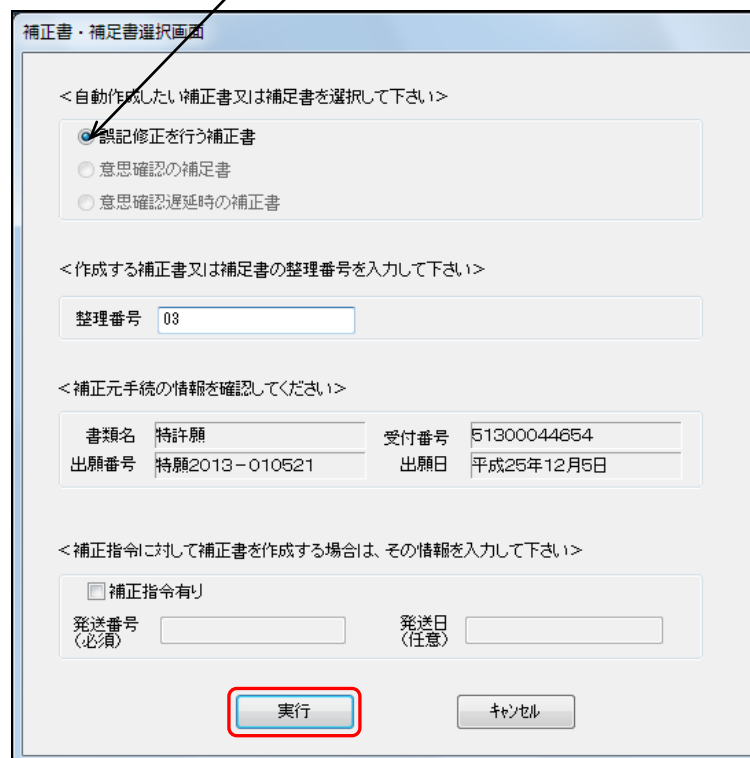 補正書・補足書選択画面
<自動作成したい補正書又は補足書を選択して下さい>
誤記修正を行う補正書
意思確認の補足書
意思確認遅延時の補正書
<作成する補正書又は補足書の整理番号を入力して下さい>
整理番号 03
<補正元手続の情報を確認してください>
書類名 特許願 受付番号 51300044654
出願番号 特願2013-010521 出願日 平成25年12月5日
<補正指令に対して補正書を作成する場合は、その情報を入力して下さい>
補正指令有り
発送番号 発送日
(必須) (任意)
実行 キャンセル